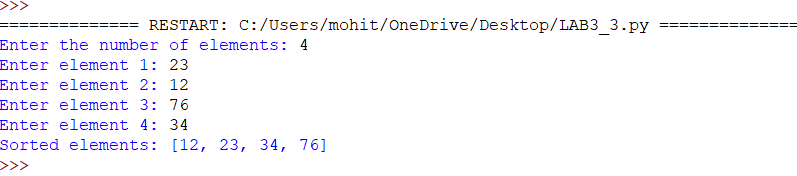 >>>
============== RESTART: C:/Users/mohit/OneDrive/Desktop/LAB3_3.py ==============
Enter the number of elements: 4
Enter element 1: 23
Enter element 2: 12
Enter element 3: 76
Enter element 4: 34
Sorted elements: [12, 23, 34, 76]
>>>